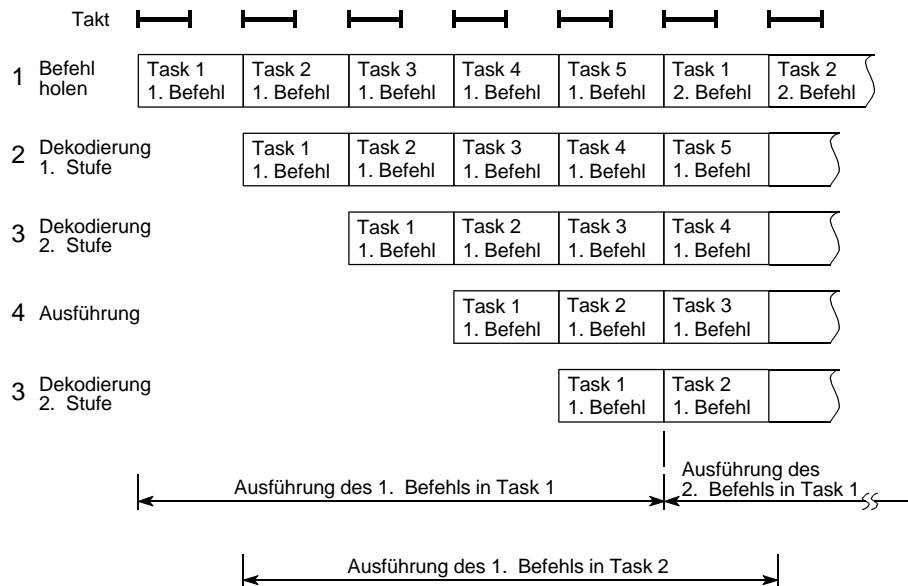 Takt
1 Befehl holen
Task 1 Task 2 Task 3 Task 4 Task 5 Task 1 Task 2
1. Befehl 1. Befehl 1. Befehl 1. Befehl 1. Befehl 2. Befehl 2. Befehl
2 Dekodierung 1. Stufe
Task 1 Task 2 Task 3 Task 4 Task 5
1. Befehl 1. Befehl 1. Befehl 1. Befehl 1. Befehl
3 Dekodierung 2. Stufe
Task 1 Task 2 Task 3 Task 4
1. Befehl 1. Befehl 1. Befehl 1. Befehl
4 Ausführung
Task 1 Task 2 Task 3
1. Befehl 1. Befehl 1. Befehl
3 Dekodierung 2. Stufe
Task 1 Task 2
1. Befehl 1. Befehl
Ausführung des 1. Befehls in Task 1
Ausführung des
2. Befehls in Task 1
Ausführung des 1. Befehls in Task 2